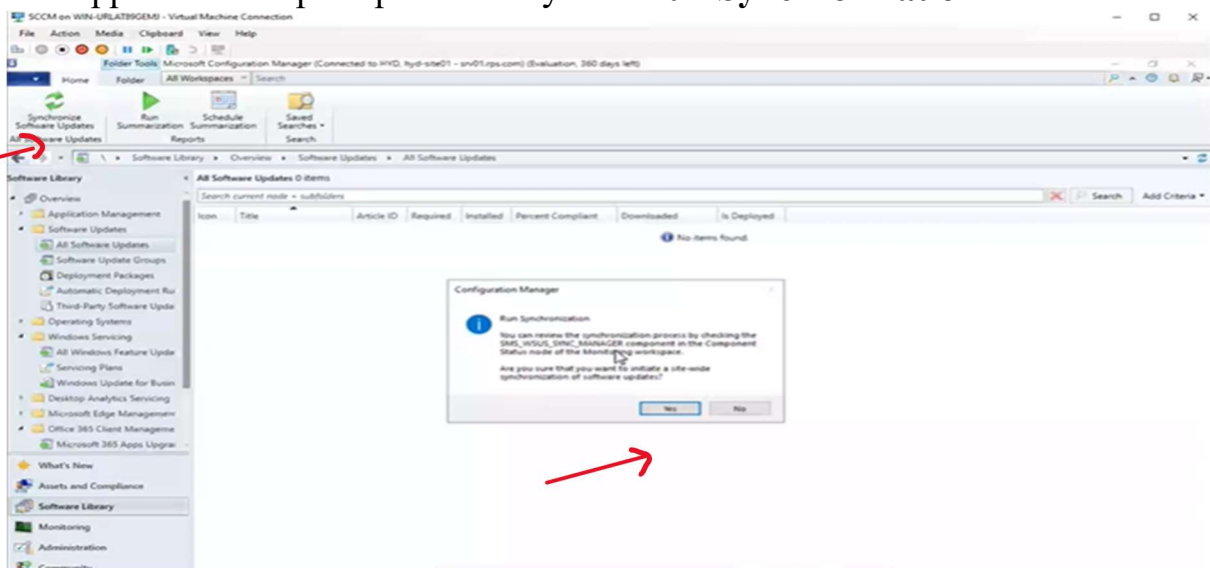 SCCM on WIN-URLATB9GEMJ - Virtual Machine Connection
File Action Media Clipboard View Help
Folder Tools Microsoft Configuration Manager (Connected to HYD, hyd-site01 - srv01.rps.com) (Evaluation, 360 days left)
Home Folder All Workspaces Search
Synchronize Software Updates
Run Summarization
Schedule Summarization
Saved Searches
All Software Updates Reports Search
\ Software Library Overview Software Updates All Software Updates
Software Library
All Software Updates 0 items
Search current node + subfolders
Search Add Criteria
Icon Title Article ID Required Installed Percent Compliant Downloaded Is Deployed
No items found.
Overview
Application Management
Software Updates
All Software Updates
Software Update Groups
Deployment Packages
Automatic Deployment Ru
Third-Party Software Upda
Operating Systems
Windows Servicing
All Windows Feature Upda
Servicing Plans
Windows Update for Busin
Desktop Analytics Servicing
Microsoft Edge Managemen
Office 365 Client Manageme
Microsoft 365 Apps Upgra
What's New
Assets and Compliance
Software Library
Monitoring
Administration
Community
Configuration Manager
Run Synchronization
You can review the synchronization process by checking the
SMS_WSUS_SYNC_MANAGER component in the Component
Status node of the Monitoring workspace.
Are you sure that you want to initiate a site-wide
synchronization of software updates?
Yes No